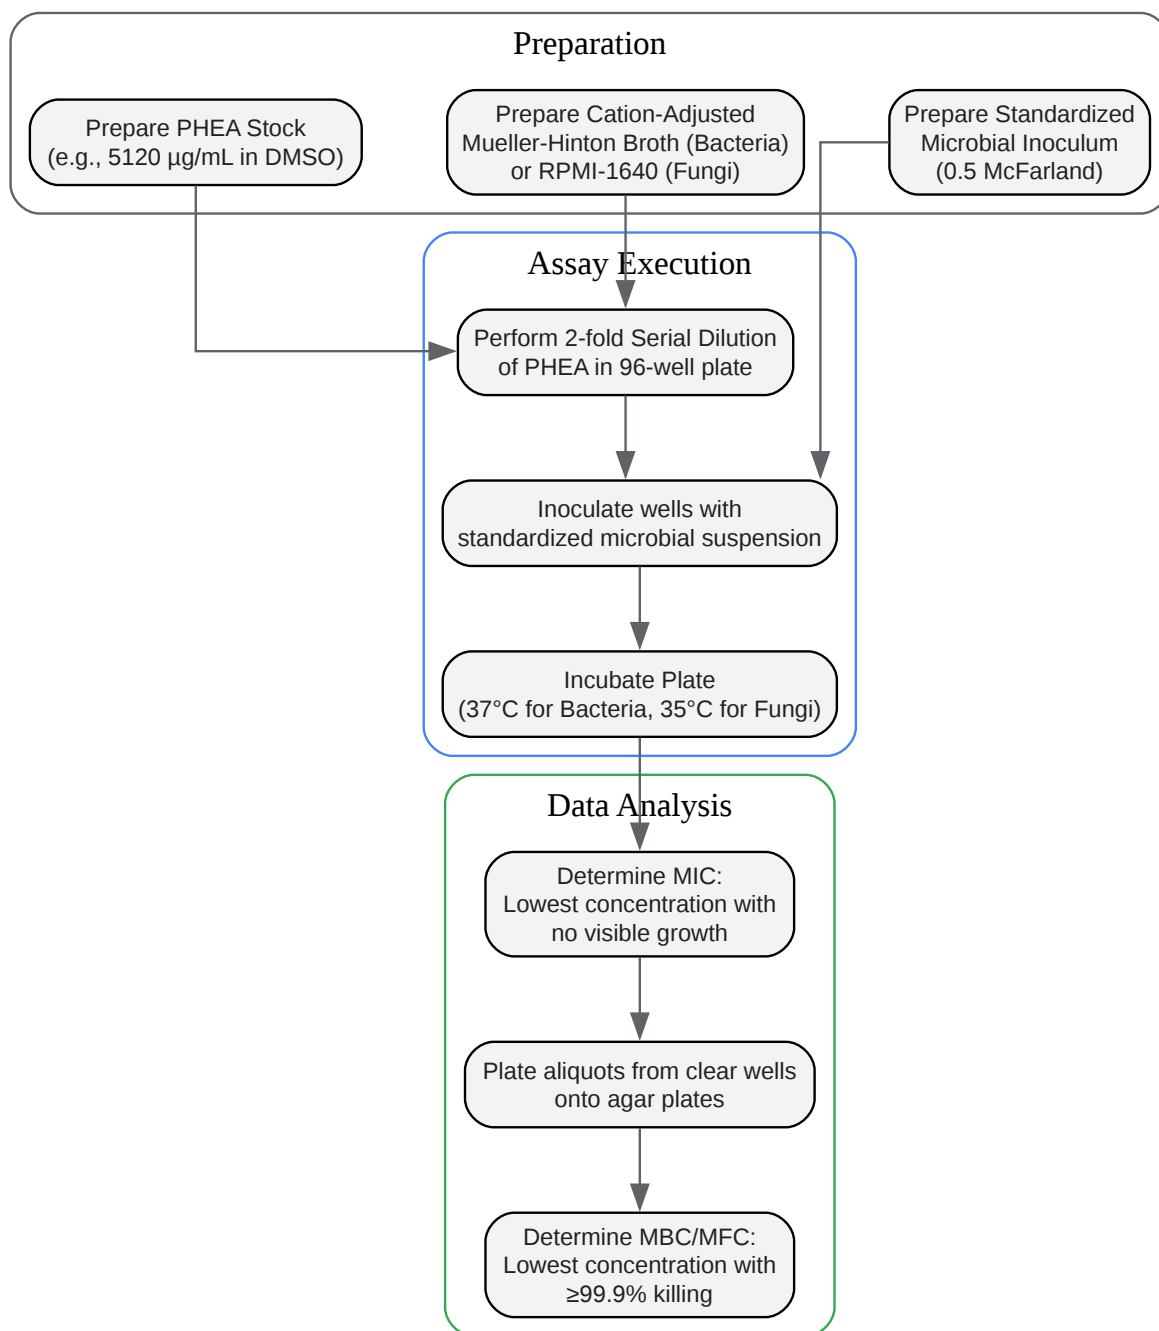 Preparation
Prepare PHEA Stock
(e.g., 5120 µg/mL in DMSO)
Prepare Cation-Adjusted
Mueller-Hinton Broth (Bacteria)
or RPMI-1640 (Fungi)
Prepare Standardized
Microbial Inoculum
(0.5 McFarland)
Assay Execution
Perform 2-fold Serial Dilution
of PHEA in 96-well plate
Inoculate wells with
standardized microbial suspension
Incubate Plate
(37°C for Bacteria, 35°C for Fungi)
Data Analysis
Determine MIC:
Lowest concentration with
no visible growth
Plate aliquots from clear wells
onto agar plates
Determine MBC/MFC:
Lowest concentration with
≥99.9% killing